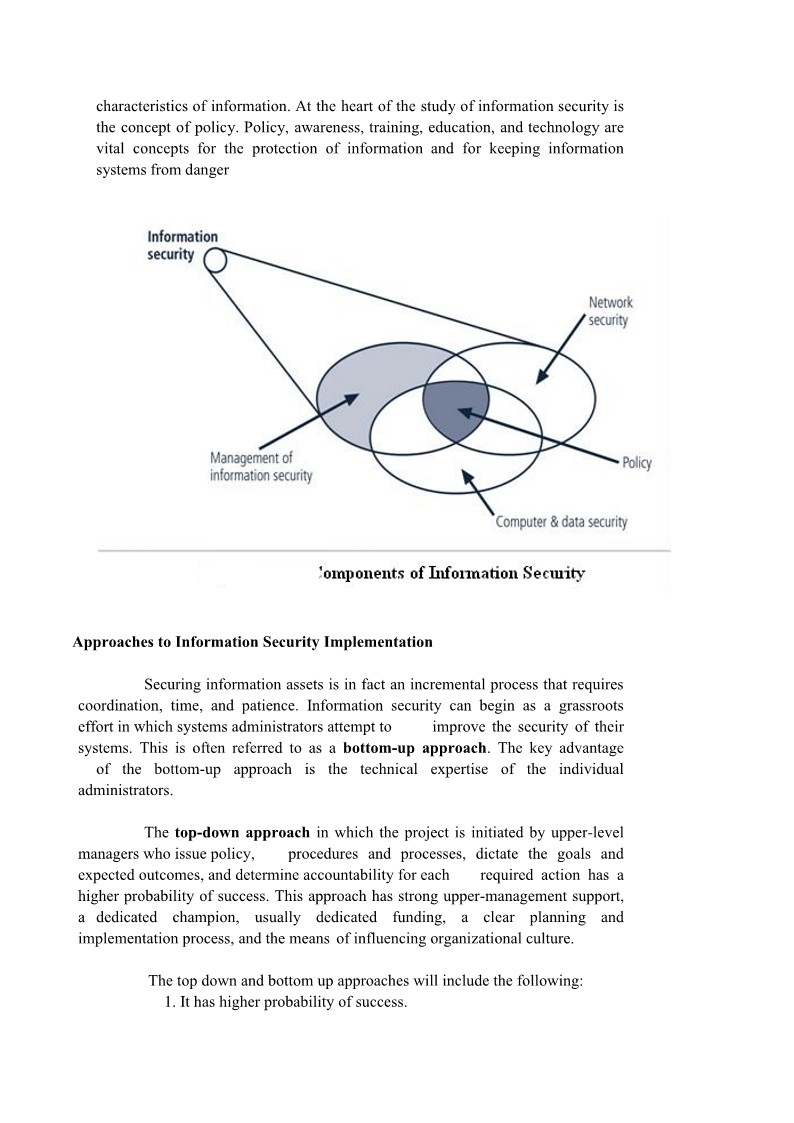 characteristics of information. At the heart of the study of information security is
the concept of policy. Policy, awareness, training, education, and technology are
vital concepts for the protection of information and for keeping information
systems from danger
Information
security
Network
security
Management of
information security
Policy
Computer & data security
omponents of Information Security
Approaches to Information Security Implementation
Securing information assets is in fact an incremental process that requires
coordination, time, and patience. Information security can begin as a grassroots
effort in which systems administrators attempt to improve the security of their
systems. This is often referred to as a bottom-up approach. The key advantage
of the bottom-up approach is the technical expertise of the individual
administrators.
The top-down approach in which the project is initiated by upper-level
managers who issue policy, procedures and processes, dictate the goals and
expected outcomes, and determine accountability for each required action has a
higher probability of success. This approach has strong upper-management support,
a dedicated champion, usually dedicated funding, a clear planning and
implementation process, and the means of influencing organizational culture.
The top down and bottom up approaches will include the following:
1. It has higher probability of success.